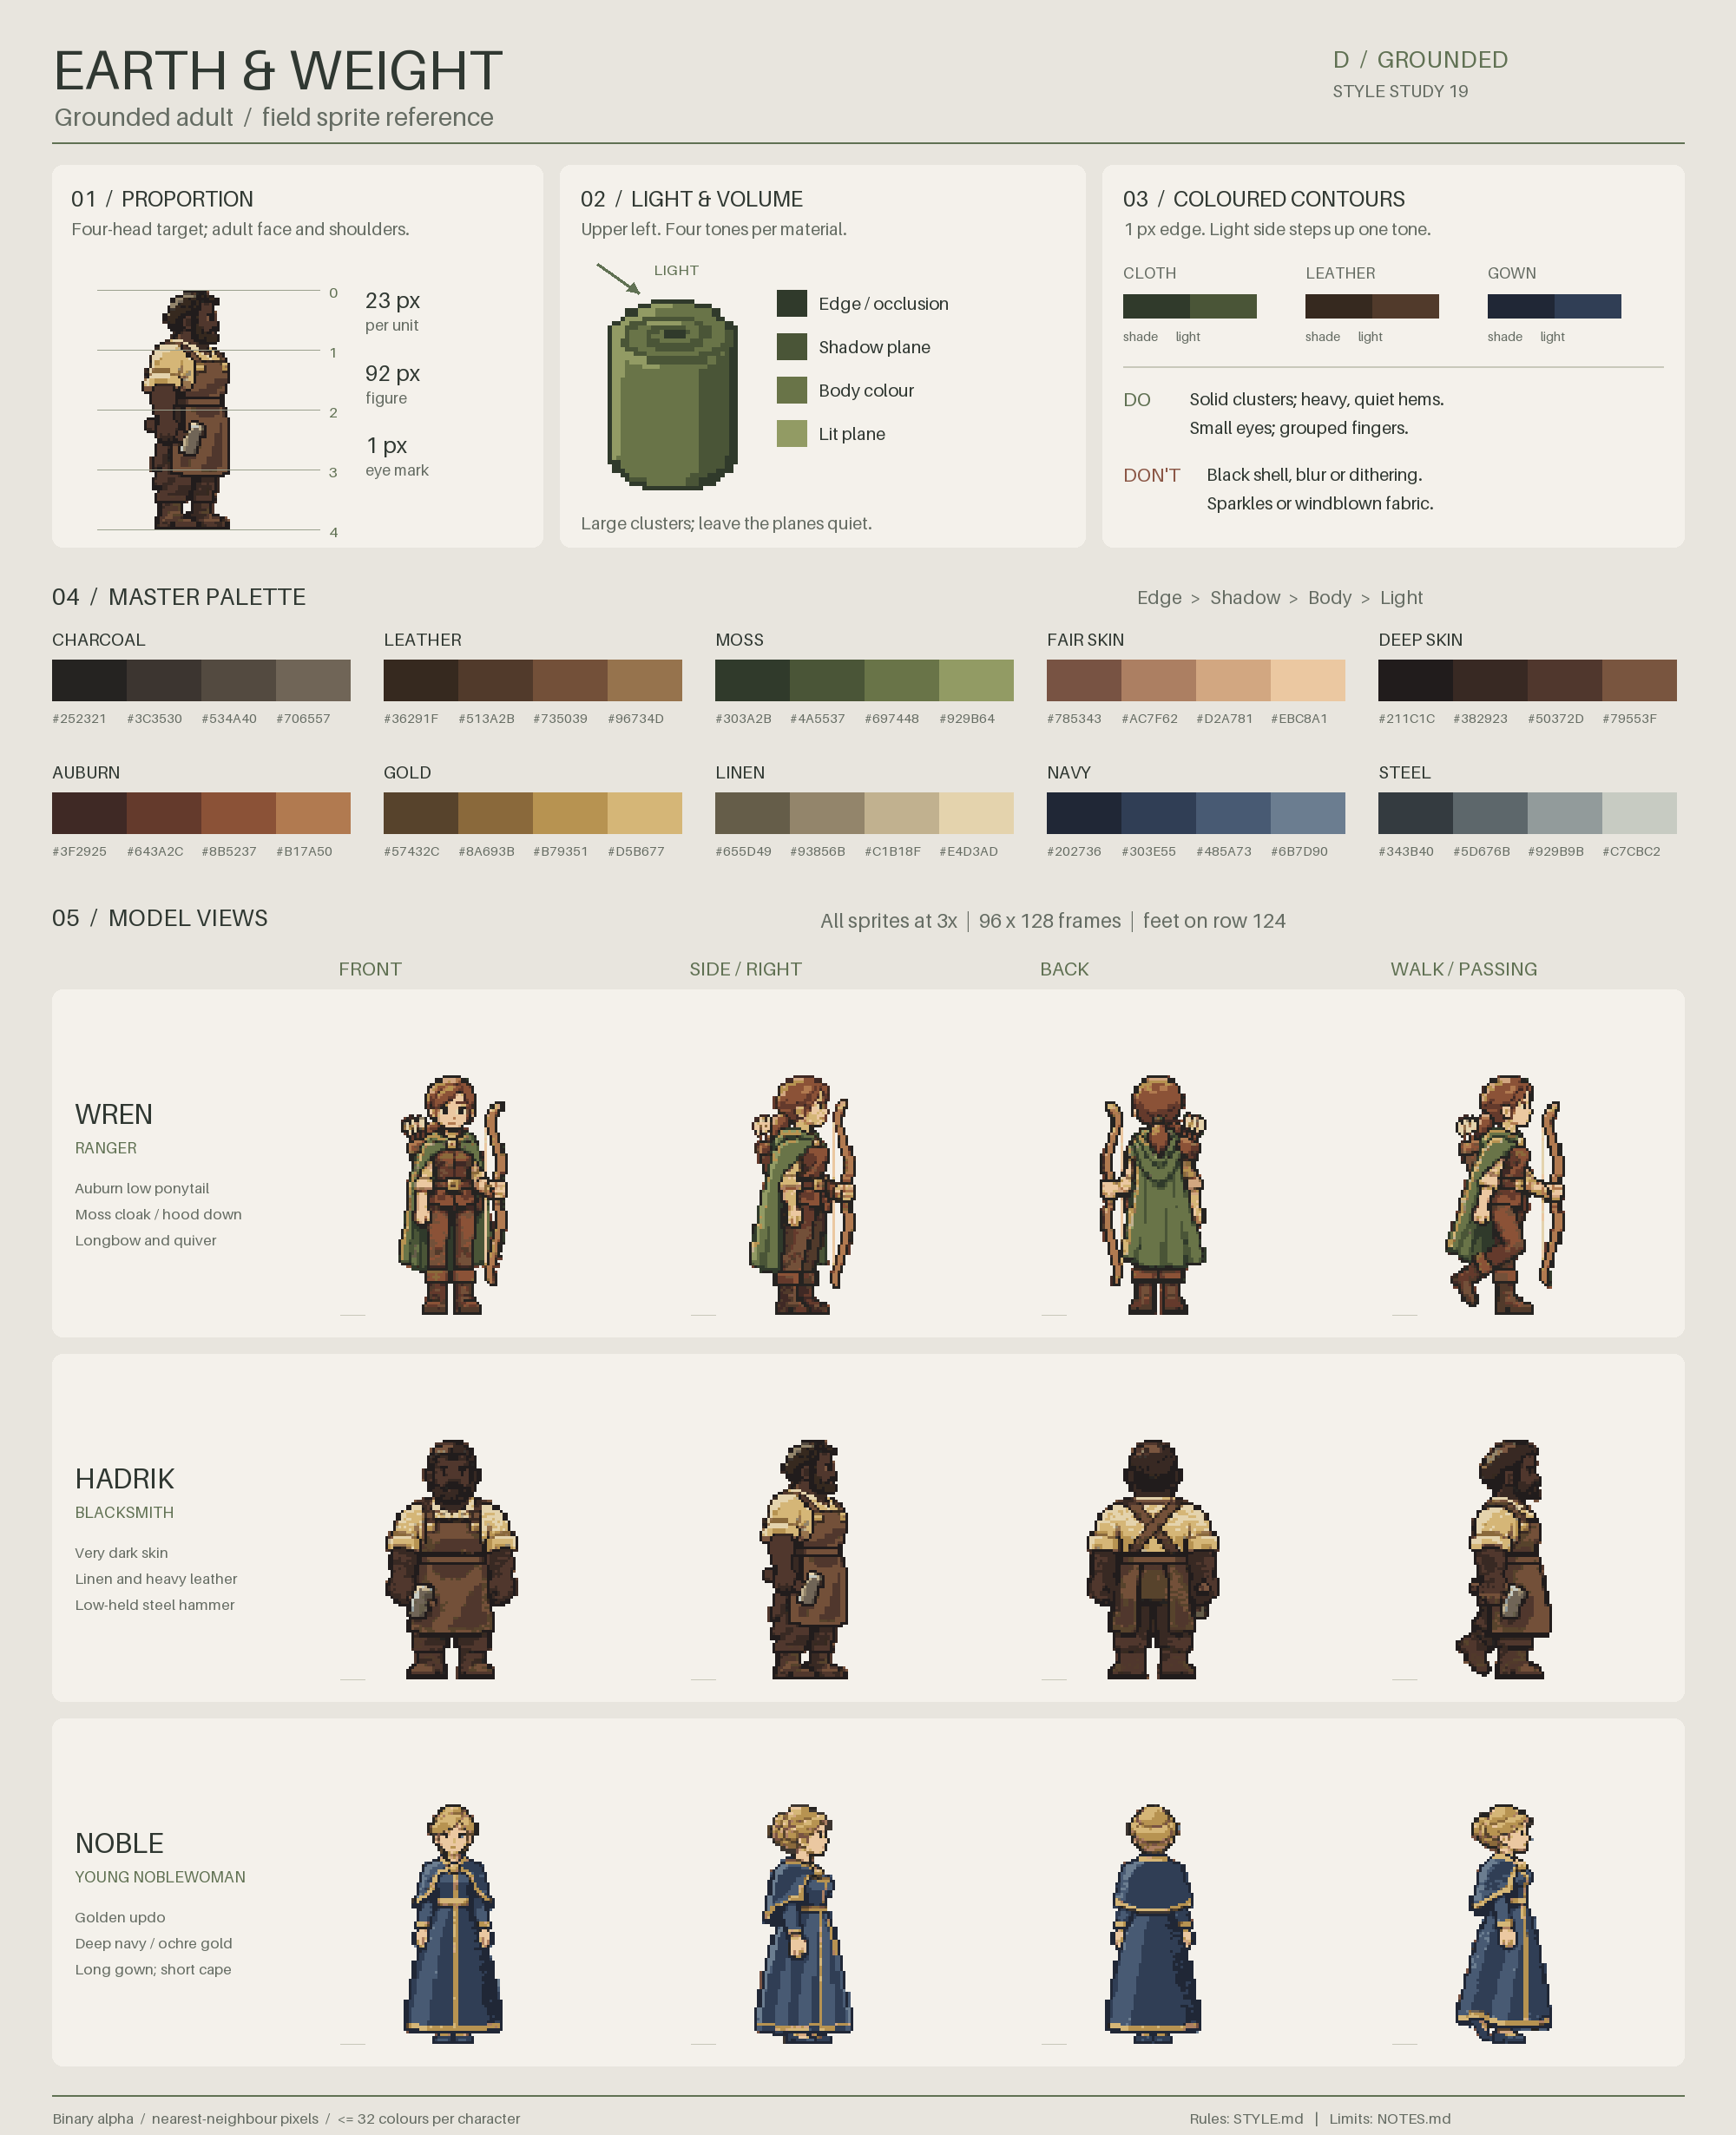 EARTH & WEIGHT
Grounded adult / field sprite reference
D / GROUNDED
STYLE STUDY 19
01 / PROPORTION
Four-head target; adult face and shoulders.
0
1
2
3
4
23 px
per unit
92 px
figure
1 px
eye mark
02 / LIGHT & VOLUME
Upper left. Four tones per material.
LIGHT
Edge / occlusion
Shadow plane
Body colour
Lit plane
Large clusters; leave the planes quiet.
03 / COLOURED CONTOURS
1 px edge. Light side steps up one tone.
CLOTH LEATHER GOWN
shade light shade light shade light
DO Solid clusters; heavy, quiet hems.
Small eyes; grouped fingers.
DON'T Black shell, blur or dithering.
Sparkles or windblown fabric.
04 / MASTER PALETTE
Edge > Shadow > Body > Light
CHARCOAL LEATHER MOSS FAIR SKIN DEEP SKIN
#252321 #3C3530 #534A40 #706557 #36291F #513A2B #735039 #96734D #303A2B #4A5537 #697448 #929B64 #785343 #AC7F62 #D2A781 #EBC8A1 #211C1C #382923 #50372D #79553F
AUBURN GOLD LINEN NAVY STEEL
#3F2925 #643A2C #8B5237 #B17A50 #57432C #8A693B #B79351 #D5B677 #655D49 #93856B #C1B18F #E4D3AD #202736 #303E55 #485A73 #6B7D90 #343B40 #5D676B #929B9B #C7CBC2
05 / MODEL VIEWS
All sprites at 3x | 96 x 128 frames | feet on row 124
FRONT SIDE / RIGHT BACK WALK / PASSING
WREN
RANGER
Auburn low ponytail
Moss cloak / hood down
Longbow and quiver
HADRIK
BLACKSMITH
Very dark skin
Linen and heavy leather
Low-held steel hammer
NOBLE
YOUNG NOBLEWOMAN
Golden updo
Deep navy / ochre gold
Long gown; short cape
Binary alpha / nearest-neighbour pixels / <= 32 colours per character
Rules: STYLE.md | Limits: NOTES.md